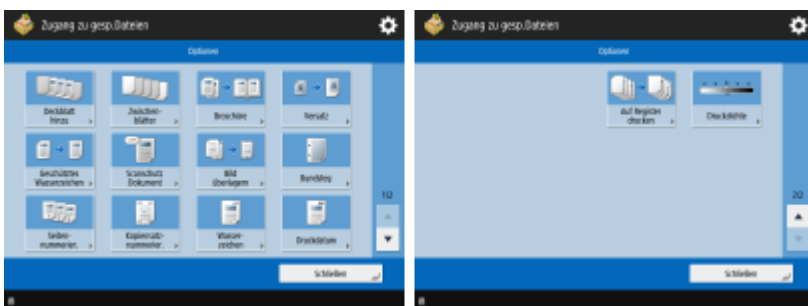 Zugang zu gesp.Dateien
Optionen
Deckblatt
hinzu
Zwischen-
blätter
Broschüre
Versatz
Geschütztes
Wasserzeichen
Scanschutz
Dokument
Bild
überlagern
Bundsteg
Seiten-
nummerier.
Kopiensatz-
nummerier.
Wasser-
zeichen
Druckdatum
1/2
Schließen
Zugang zu gesp.Dateien
Optionen
Auf Register
drucken
Druckdichte
2/2
Schließen